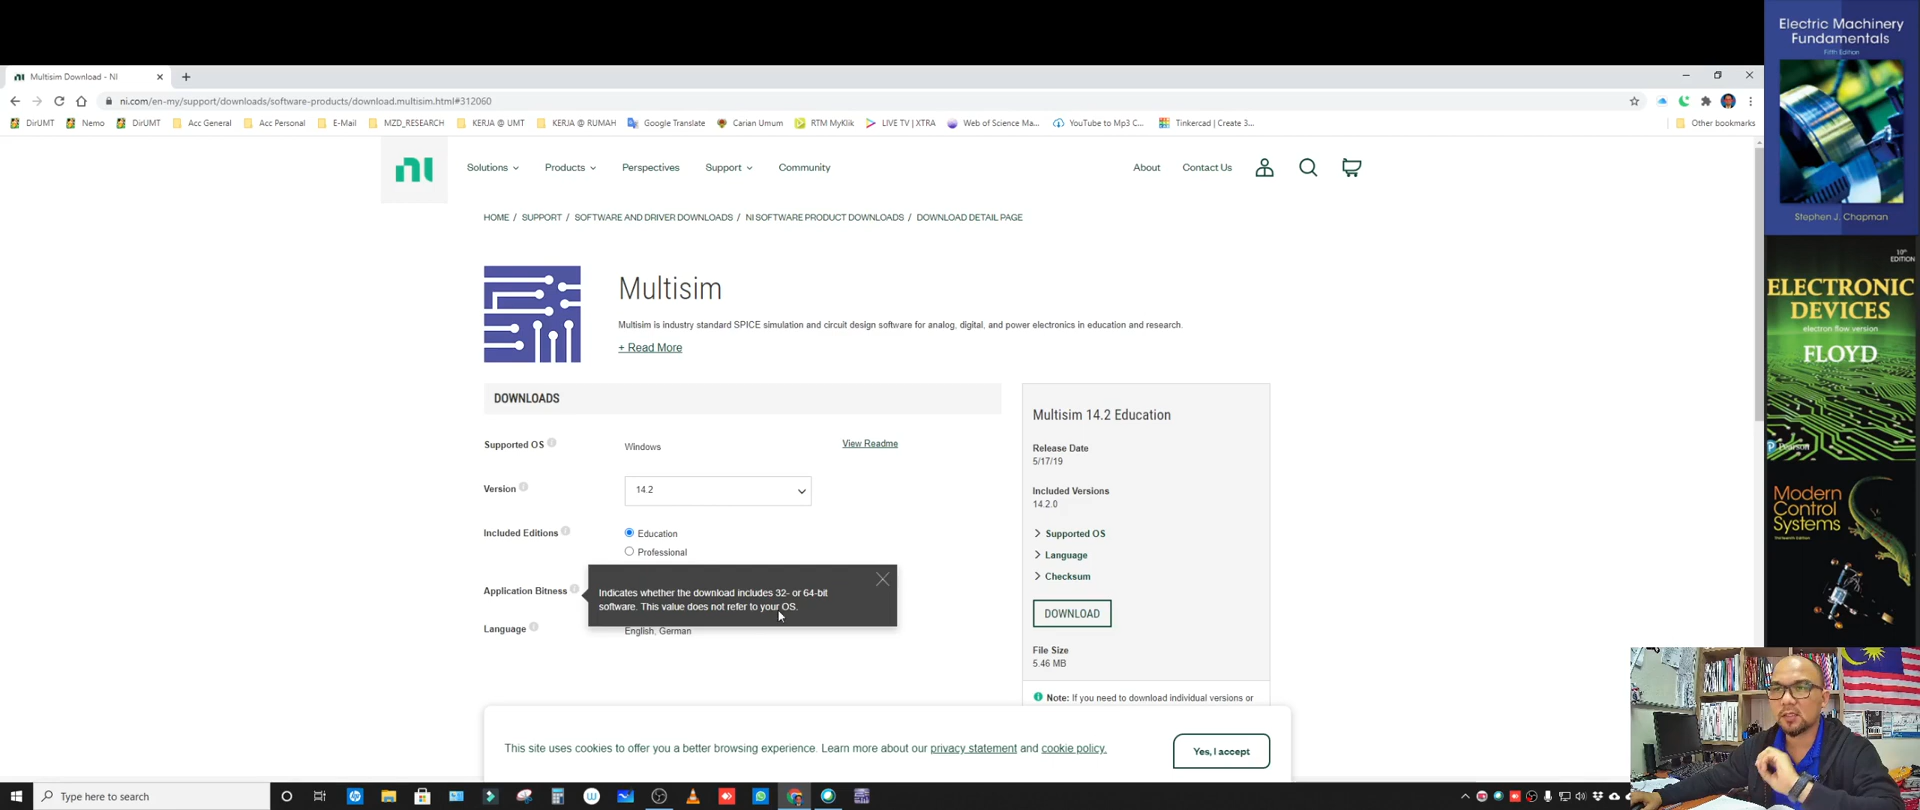 Electric Machinery
Fundamentals
Fifth Edition
Stephen J. Chapman
10th
EDITION
ELECTRONIC
DEVICES
electron flow version
FLOYD
Pearson
Modern
Control
Systems
Thirteenth Edition
Multisim Download - NI
ni.com/en-my/support/downloads/software-products/download.multisim.html#312060
DirUMT Nemo DirUMT Acc General Acc Personal E-Mail MZD_RESEARCH KERJA @ UMT KERJA @ RUMAH Google Translate Carian Umum RTM MyKlik LIVE TV | XTRA Web of Science Ma... YouTube to Mp3 C... Tinkercad | Create 3... Other bookmarks
Solutions Products Perspectives Support Community About Contact Us
HOME / SUPPORT / SOFTWARE AND DRIVER DOWNLOADS / NI SOFTWARE PRODUCT DOWNLOADS / DOWNLOAD DETAIL PAGE
Multisim
Multisim is industry standard SPICE simulation and circuit design software for analog, digital, and power electronics in education and research.
+ Read More
DOWNLOADS
Supported OS Windows View Readme
Version 14.2
Included Editions Education
Professional
Application Bitness
Indicates whether the download includes 32- or 64-bit
software. This value does not refer to your OS.
Language English, German
Multisim 14.2 Education
Release Date
5/17/19
Included Versions
14.2.0
Supported OS
Language
Checksum
DOWNLOAD
File Size
5.46 MB
Note: If you need to download individual versions or
This site uses cookies to offer you a better browsing experience. Learn more about our privacy statement and cookie policy.
Yes, I accept
Type here to search